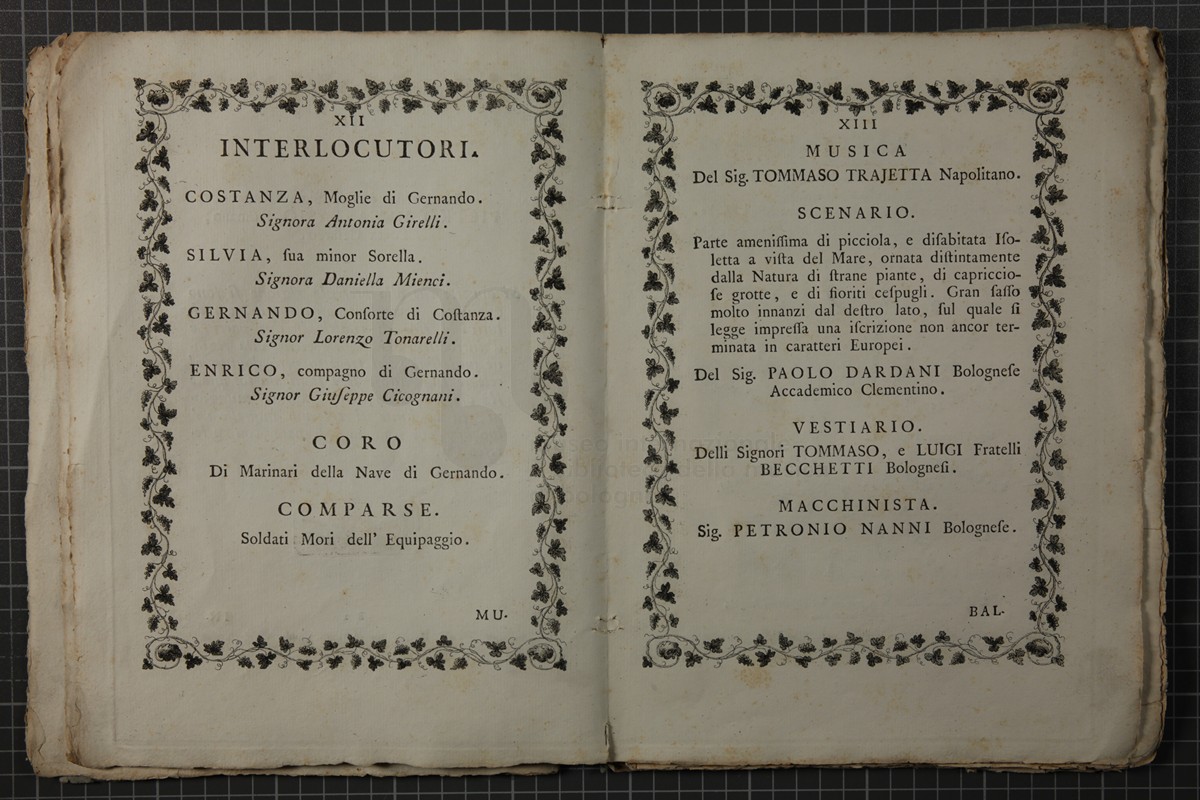 XII
INTERLOCUTORI.
COSTANZA, Moglie di Gernando.
Signora Antonia Girelli.
SILVIA, ſua minor Sorella.
Signora Daniella Mienci.
GERNANDO, Conſorte di Coſtanza.
Signor Lorenzo Tonarelli.
ENRICO, compagno di Gernando.
Signor Giuſeppe Cicognani.
CORO
Di Marinari della Nave di Gernando.
COMPARSE.
Soldati Mori dell' Equipaggio.
MU-
XIII
MUSICA
Del Sig. TOMMASO TRAJETTA Napolitano.
SCENARIO.
Parte ameniſſima di picciola, e diſabitata Iſo-
letta a viſta del Mare, ornata diſtintamente
dalla Natura di ſtrane piante, di capriccio-
ſe grotte, e di fioriti ceſpugli. Gran ſaſſo
molto innanzi dal deſtro lato, ſul quale ſi
legge impreſſa una iſcrizione non ancor ter-
minata in caratteri Europei.
Del Sig. PAOLO DARDANI Bologneſe
Accademico Clementino.
VESTIARIO.
Delli Signori TOMMASO, e LUIGI Fratelli
BECCHETTI Bologneſi.
MACCHINISTA.
Sig. PETRONIO NANNI Bologneſe.
BAL-